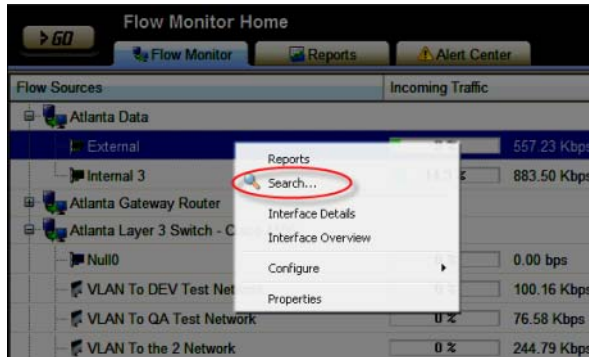 Flow Monitor Home
GO
Flow Monitor Reports Alert Center
Flow Sources Incoming Traffic
Atlanta Data
External 557.23 Kbps
Reports
Internal 3 883.50 Kbps
Search...
Atlanta Gateway Router
Interface Details
Atlanta Layer 3 Switch -
Interface Overview
Null0 0.00 bps
Configure
VLAN To DEV Test Net 100.16 Kbps
Properties
VLAN To QA Test Network 0 % 76.58 Kbps
VLAN To the 2 Network 0 % 244.79 Kbps